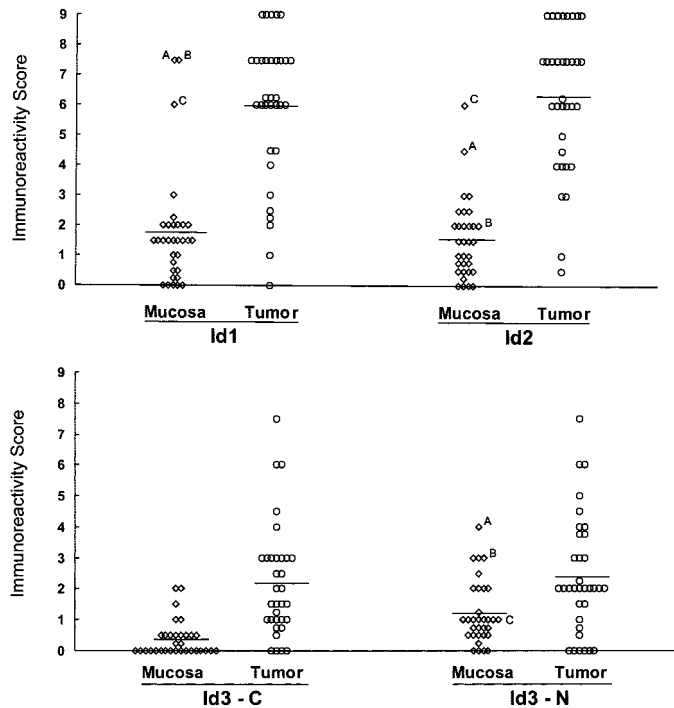 Immunoreactivity Score
9
8
7
6
5
4
3
2
1
0
A B
C
C
A
B
Mucosa Tumor Mucosa Tumor
Id1 Id2
Immunoreactivity Score
9
8
7
6
5
4
3
2
1
0
A
B
C
Mucosa Tumor Mucosa Tumor
Id3 - C Id3 - N